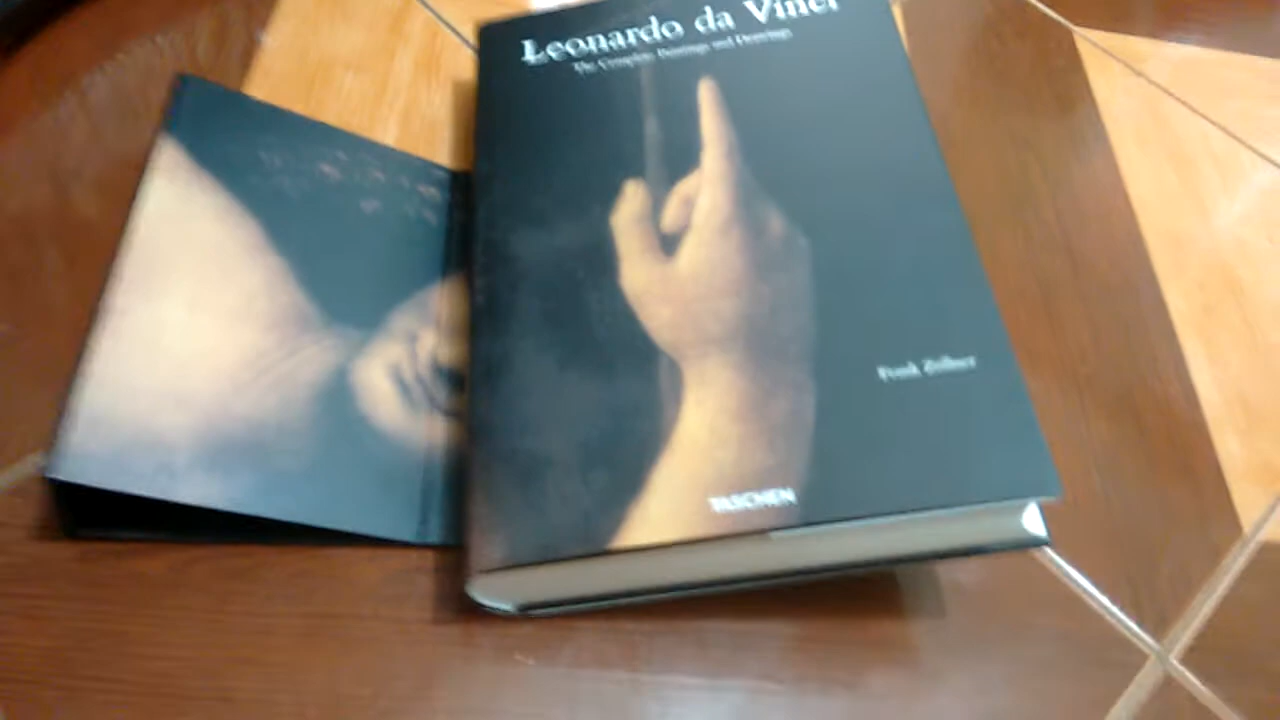 Leonardo da Vinci
The Complete Paintings and Drawings
Frank Zöllner
TASCHEN